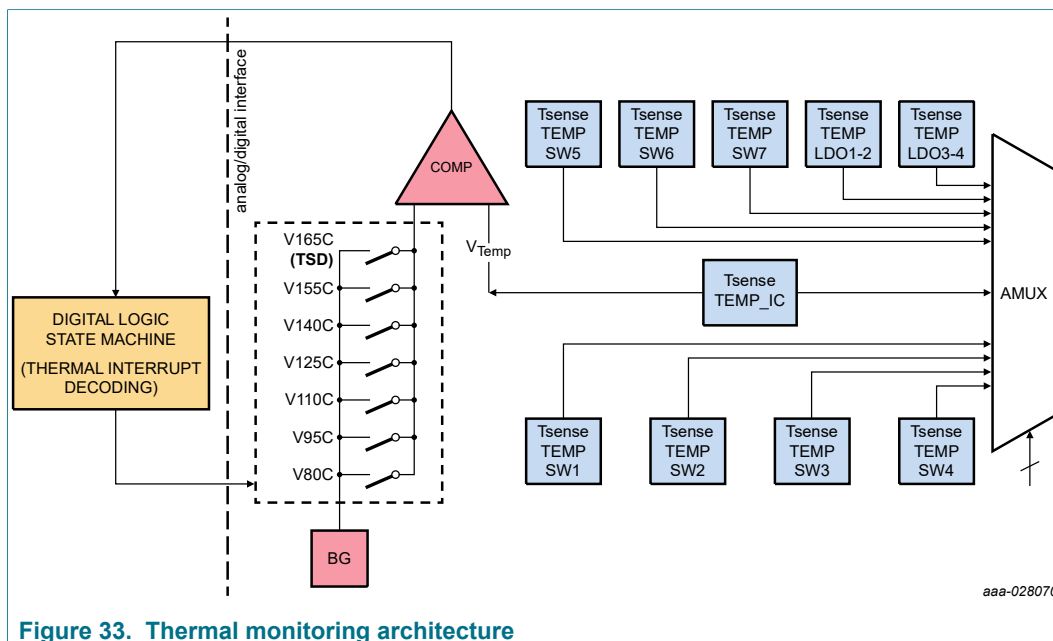 analog/digital interface
COMP
V165C
(TSD)
V155C
V140C
V125C
V110C
V95C
V80C
BG
VTemp
DIGITAL LOGIC
STATE MACHINE
(THERMAL INTERRUPT
DECODING)
Tsense
TEMP
SW5
Tsense
TEMP
SW6
Tsense
TEMP
SW7
Tsense
TEMP
LDO1-2
Tsense
TEMP
LDO3-4
Tsense
TEMP_IC
AMUX
Tsense
TEMP
SW1
Tsense
TEMP
SW2
Tsense
TEMP
SW3
Tsense
TEMP
SW4
aaa-028070
Figure 33. Thermal monitoring architecture